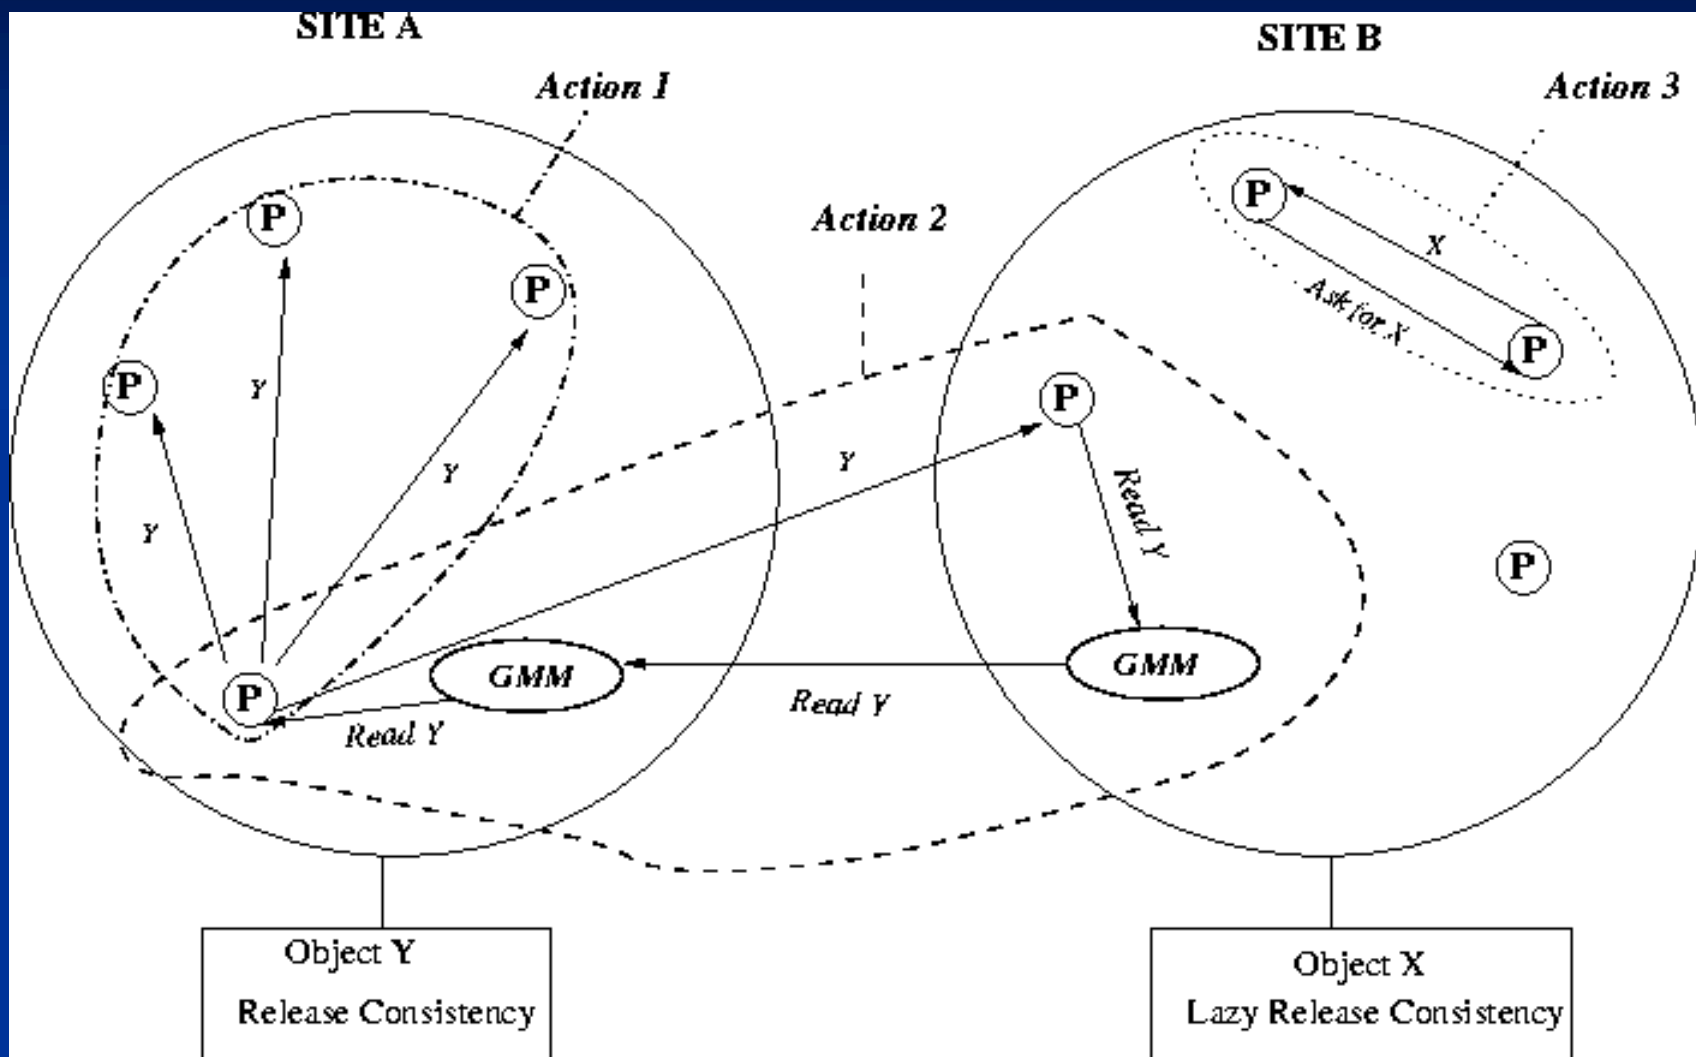 SITE A
SITE B
Action 1
Action 3
Action 2
P
P
P
X
Ask for X
P
P
P
Y
Y
Y
Y
Read Y
P
P
GMM
GMM
P
Read Y
Read Y
Object Y
Release Consistency
Object X
Lazy Release Consistency